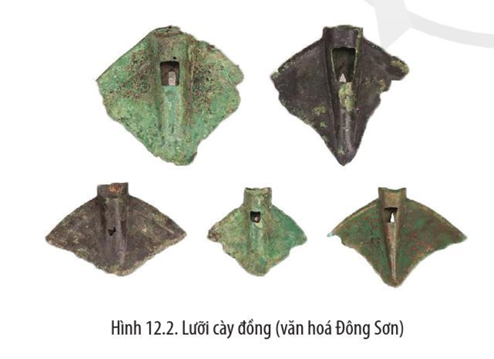 Hình 12.2. Lưỡi cày đồng (văn hoá Đông Sơn)